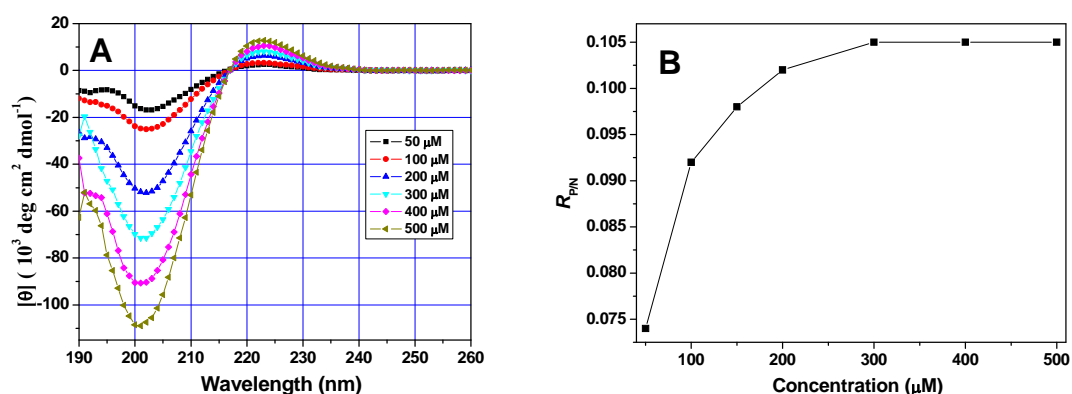 A
[θ] ( 10³ deg cm² dmol⁻¹)
20
0
-20
-40
-60
-80
-100
50 μM
100 μM
200 μM
300 μM
400 μM
500 μM
190 200 210 220 230 240 250 260
Wavelength (nm)
B
R_P/N
0.105
0.100
0.095
0.090
0.085
0.080
0.075
100 200 300 400 500
Concentration (μM)